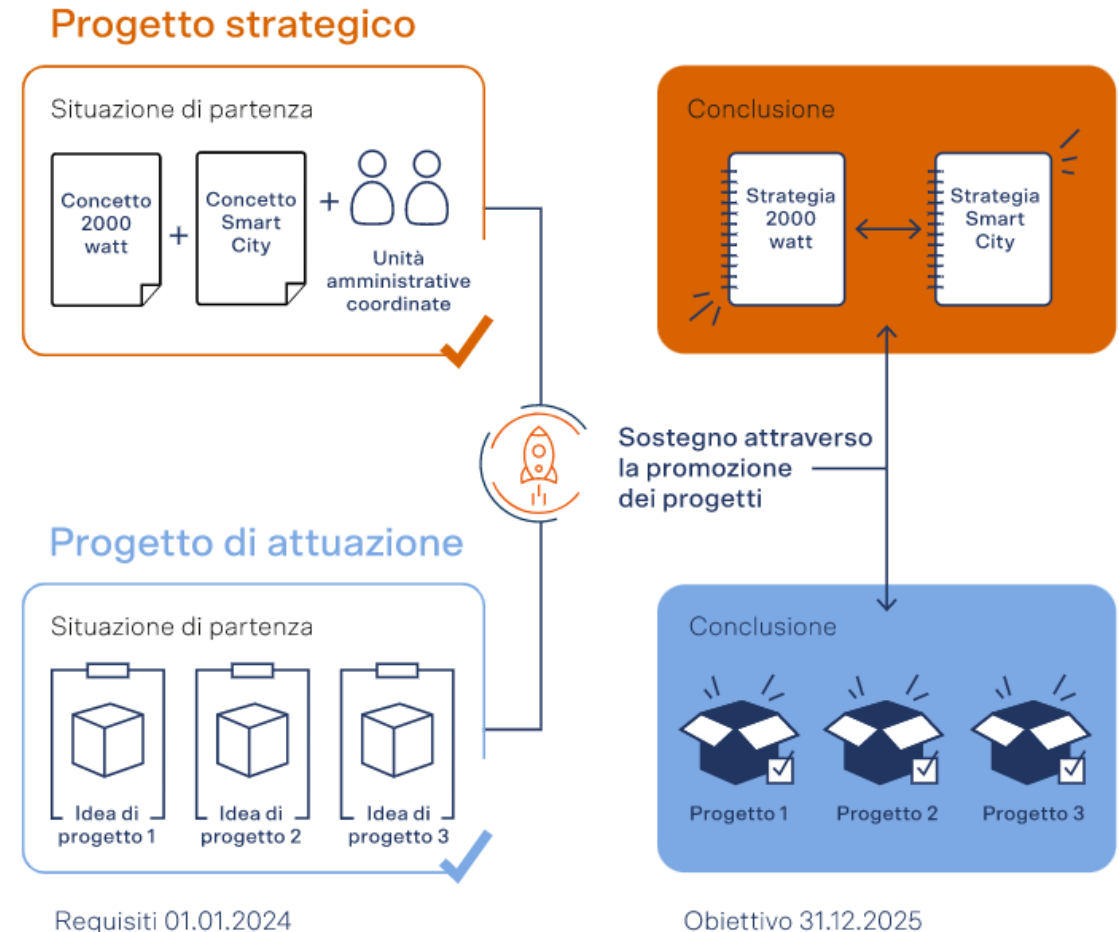 Progetto strategico
Situazione di partenza
Concetto
2000
watt
+
Concetto
Smart
City
+
Unità
amministrative
coordinate
Conclusione
Strategia
2000
watt
Strategia
Smart
City
Sostegno attraverso
la promozione
dei progetti
Progetto di attuazione
Situazione di partenza
Idea di
progetto 1
Idea di
progetto 2
Idea di
progetto 3
Conclusione
Progetto 1
Progetto 2
Progetto 3
Requisiti 01.01.2024
Obiettivo 31.12.2025